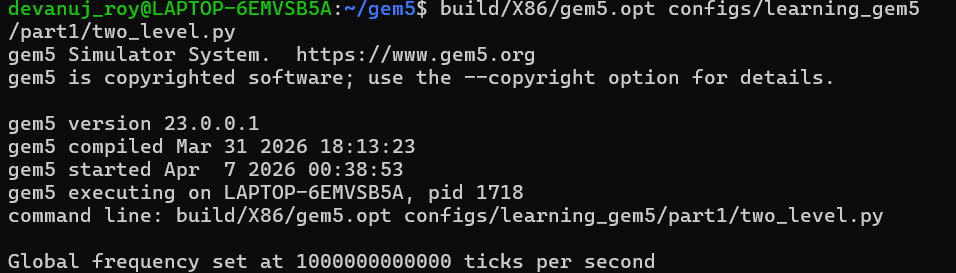 devanuj_roy@LAPTOP-6EMVSB5A:~/gem5$ build/X86/gem5.opt configs/learning_gem5
/part1/two_level.py
gem5 Simulator System.  https://www.gem5.org
gem5 is copyrighted software; use the --copyright option for details.

gem5 version 23.0.0.1
gem5 compiled Mar 31 2026 18:13:23
gem5 started Apr  7 2026 00:38:53
gem5 executing on LAPTOP-6EMVSB5A, pid 1718
command line: build/X86/gem5.opt configs/learning_gem5/part1/two_level.py

Global frequency set at 1000000000000 ticks per second